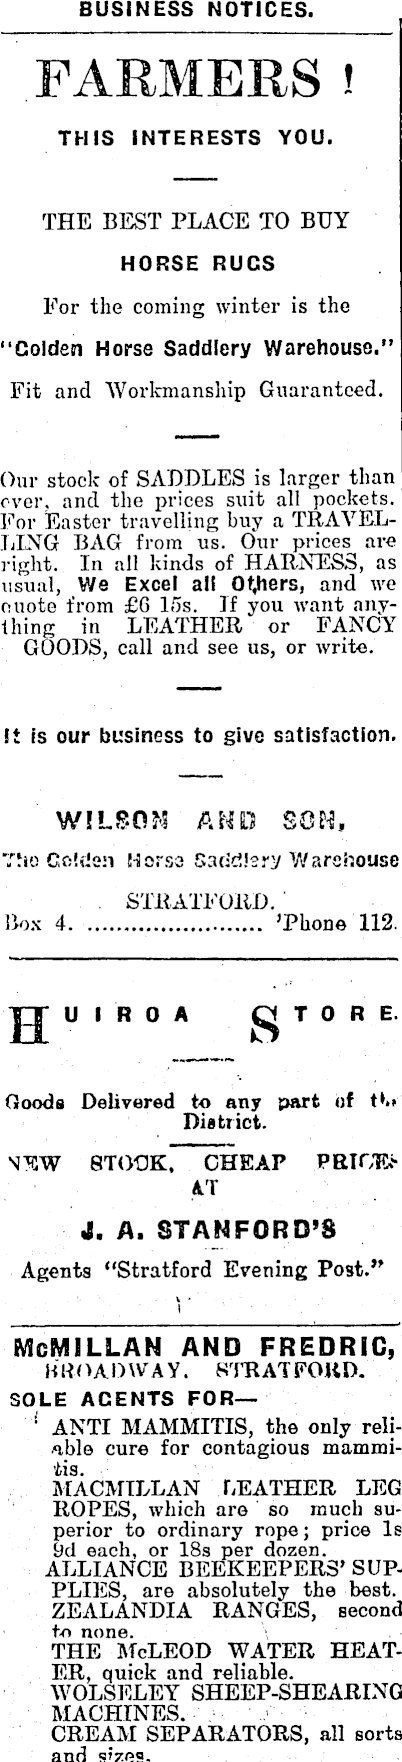 BUSINESS NOTICES.
FARMERS!
THIS INTERESTS YOU.
THE BEST PLACE TO BUY
HORSE RUGS
For the coming winter is the
"Golden Horse Saddlery Warehouse."
Fit and Workmanship Guaranteed.
Our stock of SADDLES is larger than
ever, and the prices suit all pockets.
For Easter travelling buy a TRAVEL-
LING BAG from us. Our prices are
right. In all kinds of HARNESS, as
usual, We Excel all Others, and we
quote from £6 15s. If you want any-
thing in LEATHER or FANCY
GOODS, call and see us, or write.
It is our business to give satisfaction.
WILSON AND SON,
The Golden Horse Saddlery Warehouse
STRATFORD.
Box 4. ......................... 'Phone 112.
HUIROA STORE.
Goods Delivered to any part of the
District.
NEW STOCK, CHEAP PRICES
AT
J. A. STANFORD'S
Agents "Stratford Evening Post."
McMILLAN AND FREDRIC,
BROADWAY, STRATFORD.
SOLE AGENTS FOR—
ANTI MAMMITIS, the only reli-
able cure for contagious mammi-
tis.
MACMILLAN LEATHER LEG
ROPES, which are so much su-
perior to ordinary rope; price 1s
9d each, or 18s per dozen.
ALLIANCE BEEKEEPERS' SUP-
PLIES, are absolutely the best.
ZEALANDIA RANGES, second
to none.
THE McLEOD WATER HEAT-
ER, quick and reliable.
WOLSELEY SHEEP-SHEARING
MACHINES.
CREAM SEPARATORS, all sorts
and sizes.